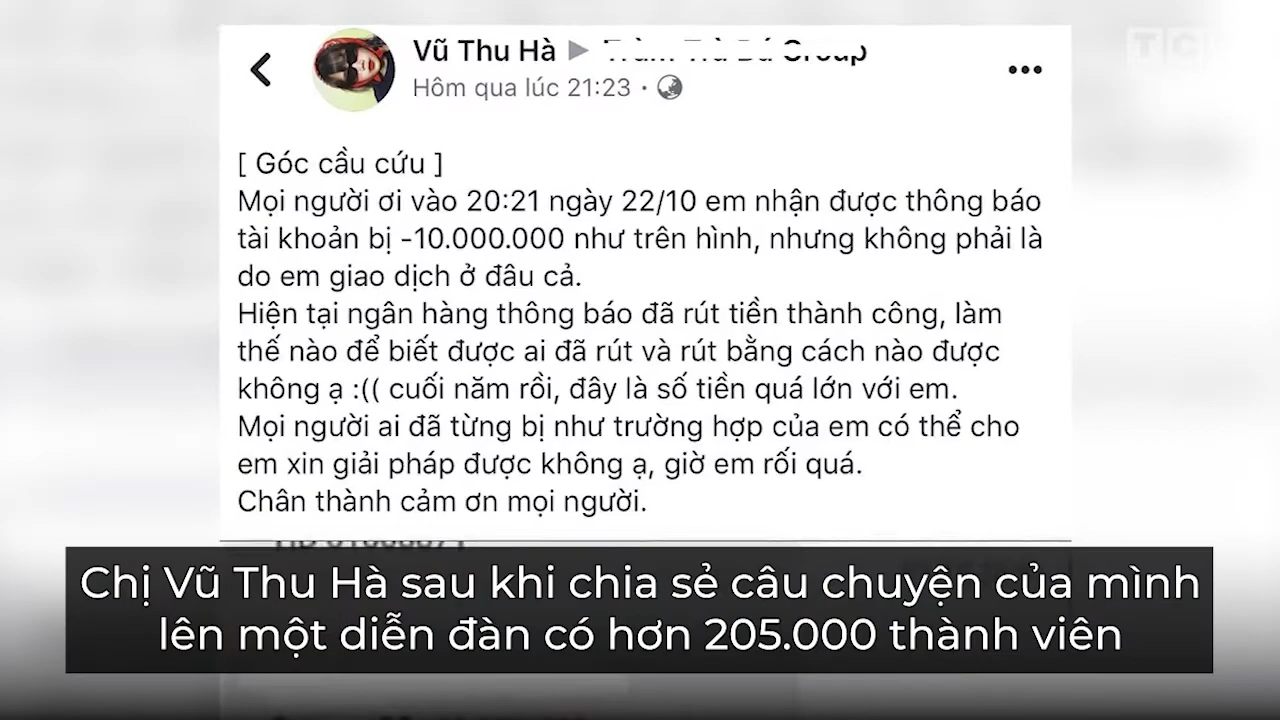 Vũ Thu Hà ▶ Group
Hôm qua lúc 21:23 ·
[ Góc cầu cứu ]
Mọi người ơi vào 20:21 ngày 22/10 em nhận được thông báo
tài khoản bị -10.000.000 như trên hình, nhưng không phải là
do em giao dịch ở đâu cả.
Hiện tại ngân hàng thông báo đã rút tiền thành công, làm
thế nào để biết được ai đã rút và rút bằng cách nào được
không ạ :(( cuối năm rồi, đây là số tiền quá lớn với em.
Mọi người ai đã từng bị như trường hợp của em có thể cho
em xin giải pháp được không ạ, giờ em rối quá.
Chân thành cảm ơn mọi người.
Chị Vũ Thu Hà sau khi chia sẻ câu chuyện của mình
lên một diễn đàn có hơn 205.000 thành viên